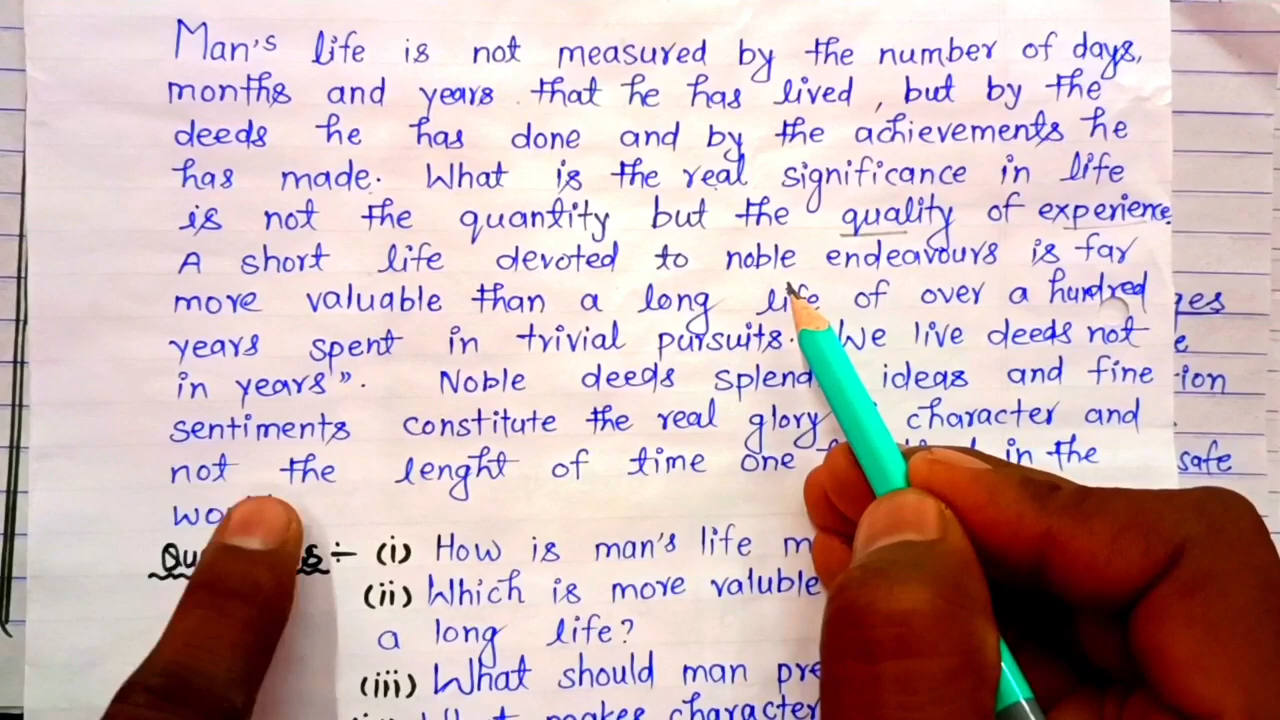 Man's life is not measured by the number of days,
months and years that he has lived, but by the
deeds he has done and by the achievements he
has made. What is the real significance in life
is not the quantity but the quality of experience
A short life devoted to noble endeavours is far
more valuable than a long life of over a hundred
years spent in trivial pursuits. We live deeds not
in years". Noble deeds ideas and fine
sentiments constitute the real glory character and
not the lenght of time one in the
(i) How is man's life
(ii) Which is more valuble
a long life?
(iii) What should man
makes character
safe